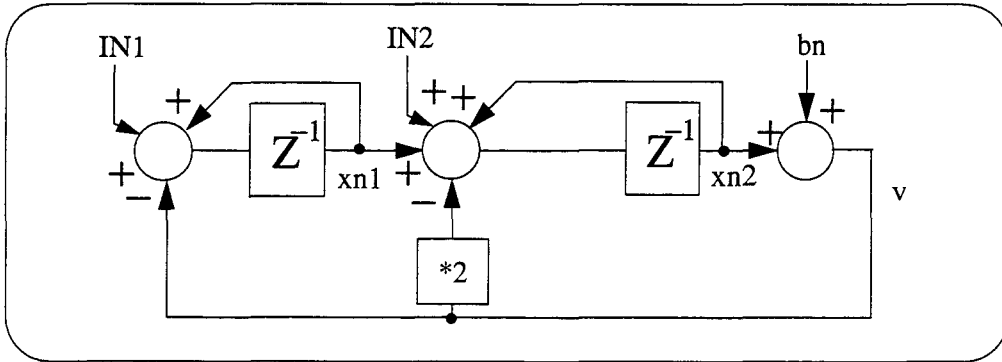 IN1
IN2
bn
+
+
+
+
+
+
+
Z⁻¹
Z⁻¹
xn1
xn2
−
−
v
*2